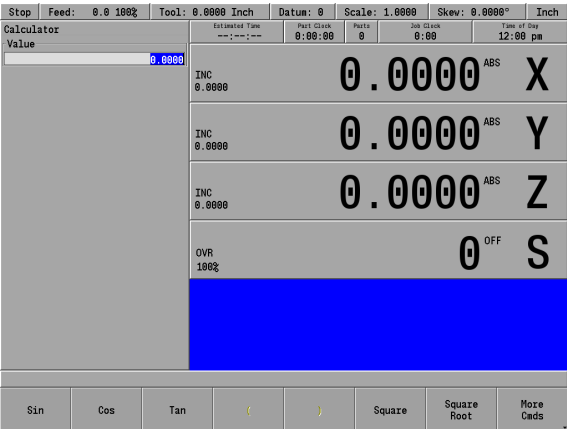 Stop Feed: 0.0 100% Tool: 0.0000 Inch Datum: 0 Scale: 1.0000 Skew: 0.0000° Inch
Calculator
Value
0.0000
Estimated Time Part Clock Parts Job Clock Time of Day
--:--:-- 0:00:00 0 0:00 12:00 pm
INC 0.0000 0.0000 ABS X
INC 0.0000 0.0000 ABS Y
INC 0.0000 0.0000 ABS Z
OVR 100% 0 OFF S
Sin Cos Tan ( ) Square Square Root More Cmds